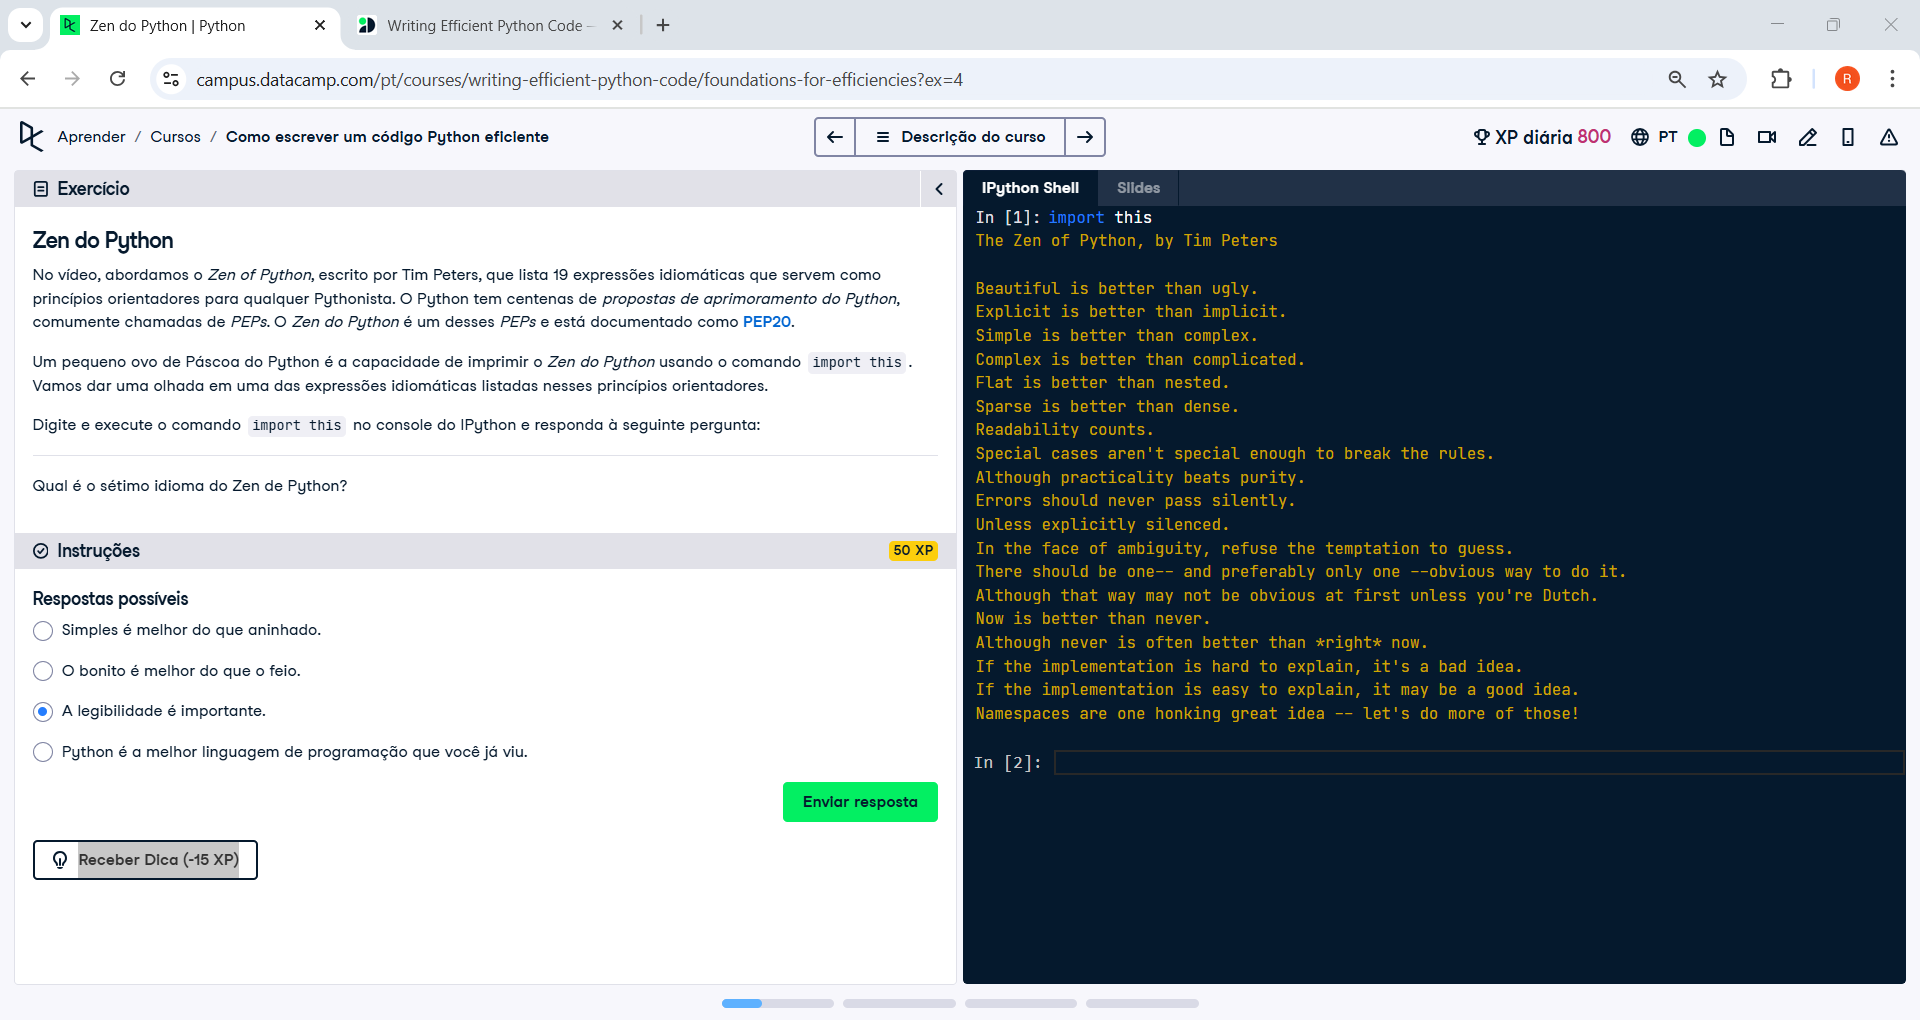 Zen do Python | Python
Writing Efficient Python Code –
campus.datacamp.com/pt/courses/writing-efficient-python-code/foundations-for-efficiencies?ex=4
R
Aprender / Cursos / Como escrever um código Python eficiente
Descrição do curso
XP diária 800
PT
Exercício
Zen do Python
No vídeo, abordamos o Zen of Python, escrito por Tim Peters, que lista 19 expressões idiomáticas que servem como
princípios orientadores para qualquer Pythonista. O Python tem centenas de propostas de aprimoramento do Python,
comumente chamadas de PEPs. O Zen do Python é um desses PEPs e está documentado como PEP20.
Um pequeno ovo de Páscoa do Python é a capacidade de imprimir o Zen do Python usando o comando import this.
Vamos dar uma olhada em uma das expressões idiomáticas listadas nesses princípios orientadores.
Digite e execute o comando import this no console do IPython e responda à seguinte pergunta:
Qual é o sétimo idioma do Zen de Python?
Instruções
50 XP
Respostas possíveis
Simples é melhor do que aninhado.
O bonito é melhor do que o feio.
A legibilidade é importante.
Python é a melhor linguagem de programação que você já viu.
Enviar resposta
Receber Dica (-15 XP)
IPython Shell
Slides
In [1]: import this
The Zen of Python, by Tim Peters
Beautiful is better than ugly.
Explicit is better than implicit.
Simple is better than complex.
Complex is better than complicated.
Flat is better than nested.
Sparse is better than dense.
Readability counts.
Special cases aren't special enough to break the rules.
Although practicality beats purity.
Errors should never pass silently.
Unless explicitly silenced.
In the face of ambiguity, refuse the temptation to guess.
There should be one-- and preferably only one --obvious way to do it.
Although that way may not be obvious at first unless you're Dutch.
Now is better than never.
Although never is often better than *right* now.
If the implementation is hard to explain, it's a bad idea.
If the implementation is easy to explain, it may be a good idea.
Namespaces are one honking great idea -- let's do more of those!
In [2]: